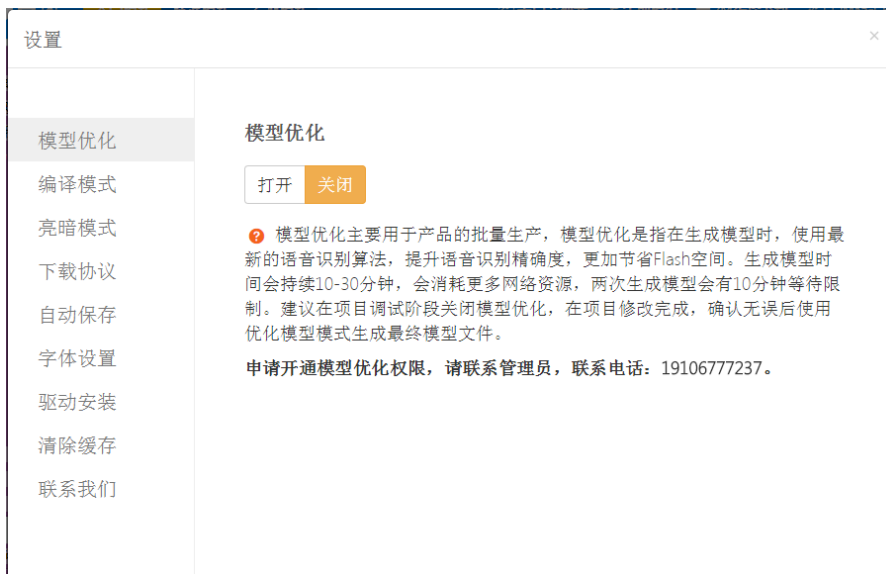 设置
×
模型优化
编译模式
亮暗模式
下载协议
自动保存
字体设置
驱动安装
清除缓存
联系我们
模型优化
打开 关闭
? 模型优化主要用于产品的批量生产，模型优化是指在生成模型时，使用最
新的语音识别算法，提升语音识别精确度，更加节省Flash空间。生成模型时
间会持续10-30分钟，会消耗更多网络资源，两次生成模型会有10分钟等待限
制。建议在项目调试阶段关闭模型优化，在项目修改完成，确认无误后使用
优化模型模式生成最终模型文件。
申请开通模型优化权限，请联系管理员，联系电话：19106777237。